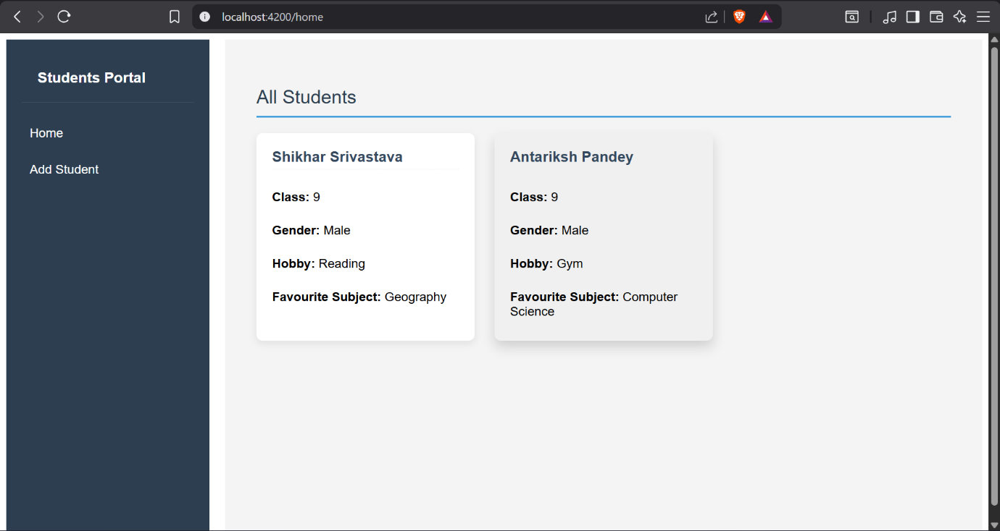 localhost:4200/home
Students Portal
Home
Add Student
All Students
Shikhar Srivastava
Class: 9
Gender: Male
Hobby: Reading
Favourite Subject: Geography
Antariksh Pandey
Class: 9
Gender: Male
Hobby: Gym
Favourite Subject: Computer
Science